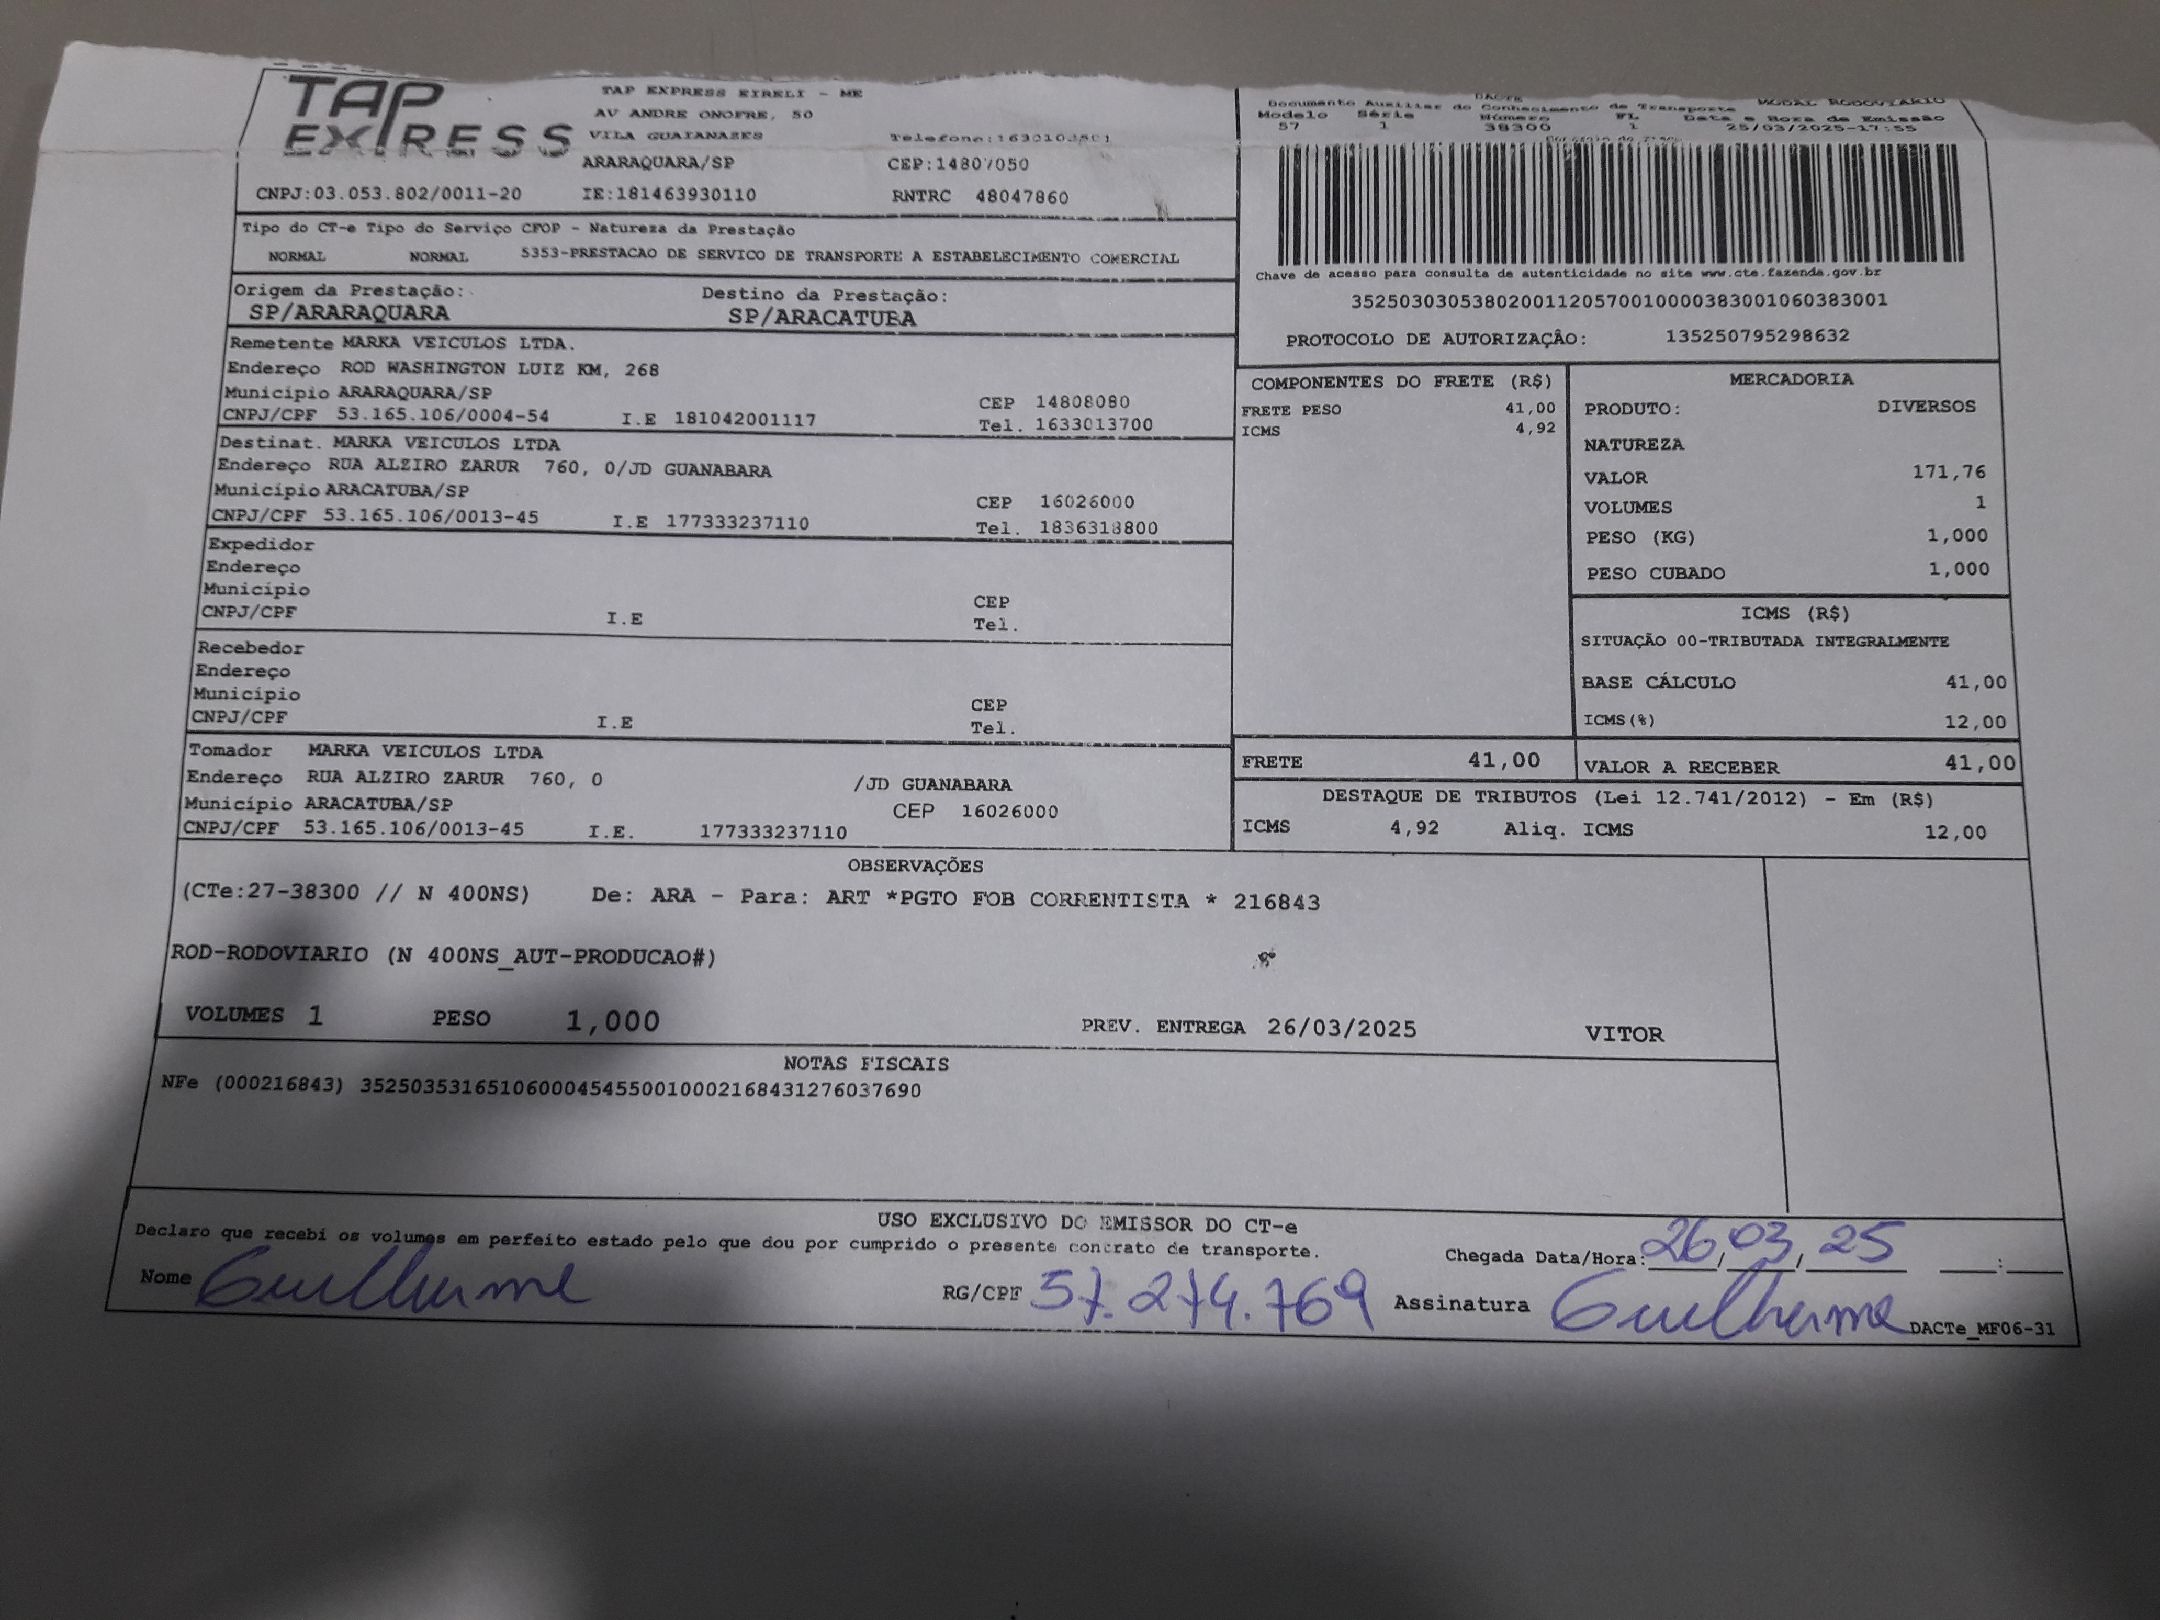 TAP EXPRESS
TAP EXPRESS EIRELI - ME
AV ANDRE ONOFRE, 50
VILA GUAIANAZES Telefone:
ARARAQUARA/SP CEP:14807050
CNPJ:03.053.802/0011-20 IE:181463930110 RNTRC 48047860
DACTE MODAL RODOVIARIO
Documento Auxiliar do Conhecimento de Transporte
Modelo Série Número FL Data e Hora de Emissão
57 1 38300 1 25/03/2025-17:55
Tipo do CT-e Tipo do Serviço CFOP - Natureza da Prestação
NORMAL NORMAL 5353-PRESTACAO DE SERVICO DE TRANSPORTE A ESTABELECIMENTO COMERCIAL
Chave de acesso para consulta de autenticidade no site www.cte.fazenda.gov.br
35250303053802001120570010000383001060383001
PROTOCOLO DE AUTORIZAÇÂO: 135250795298632
Origem da Prestação: Destino da Prestação:
SP/ARARAQUARA SP/ARACATUBA
Remetente MARKA VEICULOS LTDA.
Endereço ROD WASHINGTON LUIZ KM, 268
Município ARARAQUARA/SP CEP 14808080
CNPJ/CPF 53.165.106/0004-54 I.E 181042001117 Tel. 1633013700
Destinat. MARKA VEICULOS LTDA
Endereço RUA ALZIRO ZARUR 760, 0/JD GUANABARA
Município ARACATUBA/SP CEP 16026000
CNPJ/CPF 53.165.106/0013-45 I.E 177333237110 Tel. 1836318800
Expedidor
Endereço
Município CEP
CNPJ/CPF I.E Tel.
Recebedor
Endereço
Município CEP
CNPJ/CPF I.E Tel.
Tomador MARKA VEICULOS LTDA
Endereço RUA ALZIRO ZARUR 760, 0 /JD GUANABARA
Município ARACATUBA/SP CEP 16026000
CNPJ/CPF 53.165.106/0013-45 I.E. 177333237110
COMPONENTES DO FRETE (R$)
FRETE PESO 41,00
ICMS 4,92
MERCADORIA
PRODUTO: DIVERSOS
NATUREZA
VALOR 171,76
VOLUMES 1
PESO (KG) 1,000
PESO CUBADO 1,000
ICMS (R$)
SITUAÇÃO 00-TRIBUTADA INTEGRALMENTE
BASE CÁLCULO 41,00
ICMS(%) 12,00
FRETE 41,00 VALOR A RECEBER 41,00
DESTAQUE DE TRIBUTOS (Lei 12.741/2012) - Em (R$)
ICMS 4,92 Aliq. ICMS 12,00
OBSERVAÇÕES
(CTe:27-38300 // N 400NS) De: ARA - Para: ART *PGTO FOB CORRENTISTA * 216843
ROD-RODOVIARIO (N 400NS_AUT-PRODUCAO#)
VOLUMES 1 PESO 1,000 PREV. ENTREGA 26/03/2025 VITOR
NOTAS FISCAIS
NFe (000216843) 35250353165106000454550010002168431276037690
USO EXCLUSIVO DO EMISSOR DO CT-e
Declaro que recebi os volumes em perfeito estado pelo que dou por cumprido o presente contrato de transporte.
Chegada Data/Hora: 26/03/25 :
Nome Guilherme RG/CPF 57.274.769 Assinatura Guilherme
DACTe_MF06-31